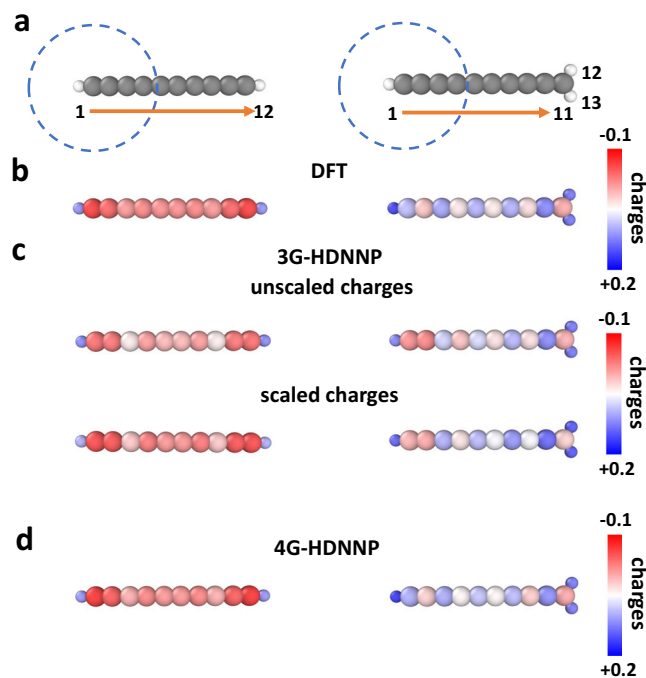 a
1
12
1
11
12
13
b
DFT
-0.1
charges
+0.2
c
3G-HDNNP
unscaled charges
-0.1
charges
+0.2
scaled charges
d
4G-HDNNP
-0.1
charges
+0.2